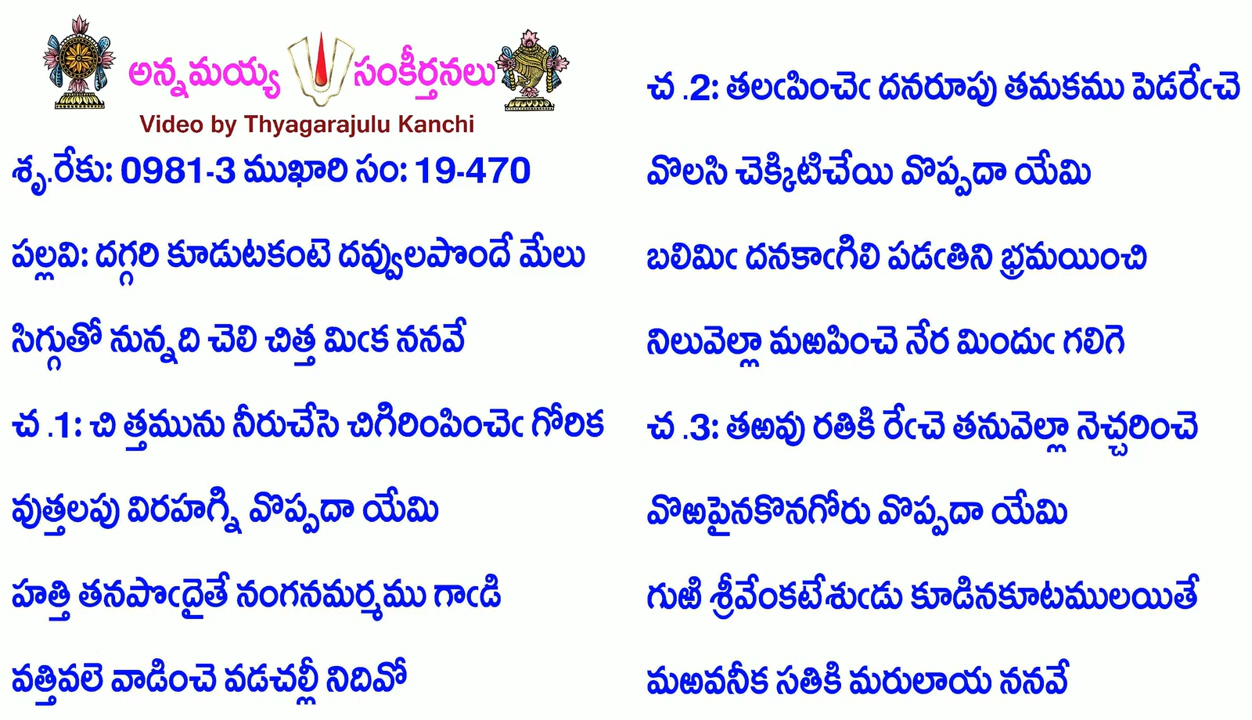 అన్నమయ్య సంకీర్తనలు
Video by Thyagarajulu Kanchi
శృ.రేకు: 0981-3 ముఖారి సం: 19-470
పల్లవి: దగ్గరి కూడుటకంటె దవ్వులపొందే మేలు
సిగ్గుతో నున్నది చెలి చిత్త మిఁక ననవే
చ .1: చి త్తమును నీరుచేసె చిగిరింపించెఁ గోరిక
వుత్తలపు విరహగ్ని వొప్పదా యేమి
హత్తి తనపొఁదైతే నంగనమర్మము గాఁడి
వత్తివలె వాడించె వడచల్లీ నిదివో
చ .2: తలఁపించెఁ దనరూపు తమకము పెడరేఁచె
వొలసి చెక్కిటిచేయి వొప్పదా యేమి
బలిమిఁ దనకాఁగిలి పడఁతిని భ్రమయించి
నిలువెల్లా మఱపించె నేర మిందుఁ గలిగె
చ .3: తఱవు రతికి రేఁచె తనువెల్లా నెచ్చరించె
వొఱపైనకొనగోరు వొప్పదా యేమి
గుఱి శ్రీవేంకటేశుఁడు కూడినకూటములయితే
మఱవనీక సతికి మరులాయ ననవే